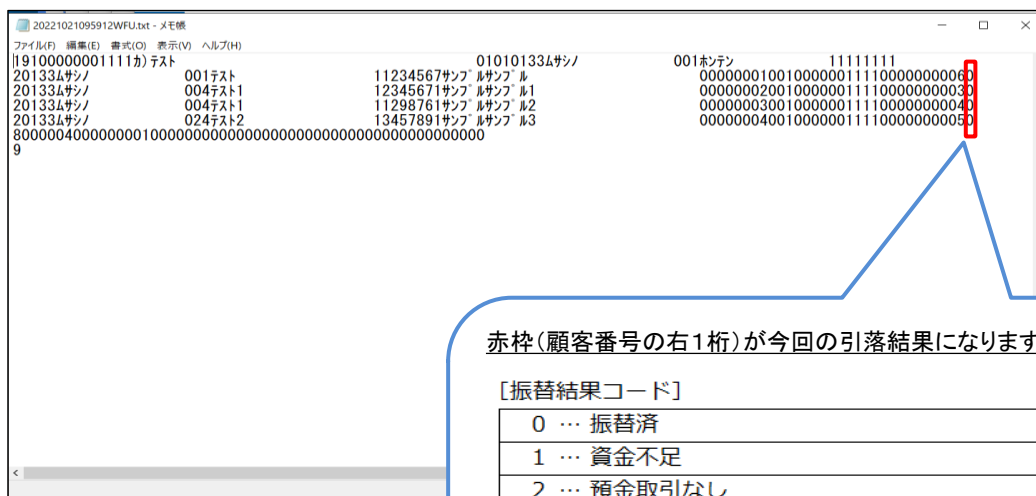 20221021095912WFU.txt - メモ帳
ファイル(F) 編集(E) 書式(O) 表示(V) ヘルプ(H)
19100000001111カ)テスト 01010133ムサシノ 001ホンテン 11111111
20133ムサシノ 001テスト 11234567サンプルサンプル 0000000100100000011110000000060
20133ムサシノ 004テスト1 12345671サンプルサンプル1 0000000200100000011110000000030
20133ムサシノ 004テスト1 11298761サンプルサンプル2 0000000300100000011110000000040
20133ムサシノ 024テスト2 13457891サンプルサンプル3 0000000400100000011110000000050
9
赤枠(顧客番号の右1桁)が今回の引落結果になります
[振替結果コード]
0 … 振替済
1 … 資金不足
2 … 預金取引なし